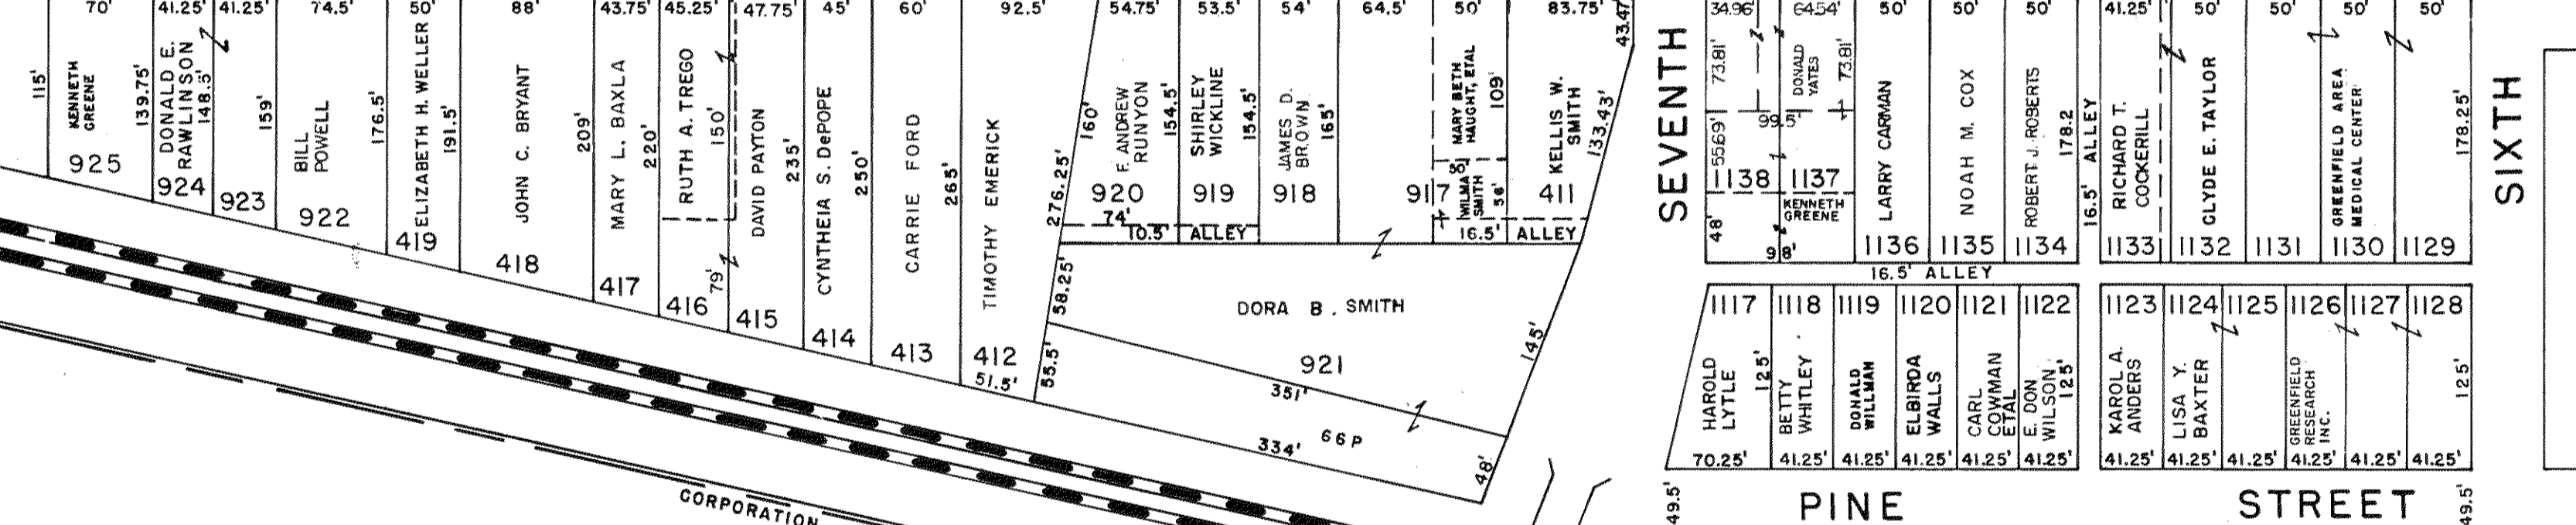 70'
41.25'
41.25'
74.5'
50'
88'
43.75'
45.25'
47.75'
45'
60'
92.5'
54.75'
53.5'
54'
64.5'
50'
83.75'
43.47
34.96'
64.54'
50'
50'
50'
41.25'
50'
50'
50'
50'
115'
KENNETH
GREENE
139.75'
925
DONALD E.
RAWLINSON
148.5'
924
159'
923
BILL
POWELL
176.5'
922
ELIZABETH H. WELLER
191.5'
419
JOHN C. BRYANT
209'
418
MARY L. BAXLA
220'
417
RUTH A. TREGO
150'
79'
416
DAVID PAYTON
235'
415
CYNTHEIA S. DePOPE
250'
414
CARRIE FORD
265'
413
TIMOTHY EMERICK
276.25'
412
51.5'
55.5'
58.25'
160'
F. ANDREW
RUNYON
154.5'
920
74'
10.5'
ALLEY
SHIRLEY
WICKLINE
154.5'
919
JAMES D.
BROWN
165'
918
917
MARY BETH
HAUGHT, ETAL
109'
50'
WILMA
SMITH
56'
KELLIS W.
SMITH
133.43'
411
16.5'
ALLEY
DORA B. SMITH
921
145'
351'
66P
334'
48'
CORPORATION
SEVENTH
73.81'
DONALD
YATES
73.81'
99.5'
55.69'
1138
1137
KENNETH
GREENE
48'
98'
LARRY CARMAN
1136
NOAH M. COX
1135
ROBERT J. ROBERTS
178.2
1134
16.5' ALLEY
RICHARD T.
COCKERILL
1133
CLYDE E. TAYLOR
1132
1131
GREENFIELD AREA
MEDICAL CENTER
1130
178.25'
1129
SIXTH
16.5' ALLEY
1117
1118
1119
1120
1121
1122
1123
1124
1125
1126
1127
1128
HAROLD
LYTLE
125'
BETTY
WHITLEY
DONALD
WILLMAN
ELBIRDA
WALLS
CARL
COWMAN
ETAL
E. DON
WILSON
125'
KAROL A.
ANDERS
LISA Y.
BAXTER
GREENFIELD
RESEARCH
INC.
125'
70.25'
41.25'
41.25'
41.25'
41.25'
41.25'
41.25'
41.25'
41.25'
41.25'
41.25'
41.25'
49.5'
PINE STREET
49.5'